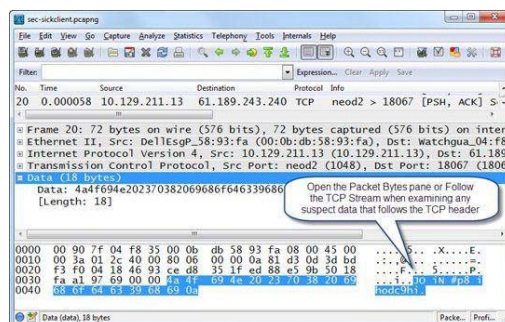 sec-sickclient.pcapng
File Edit View Go Capture Analyze Statistics Telephony Tools Internals Help
Filter: Expression... Clear Apply Save
No. Time Source Destination Protocol Info
20 0.000058 10.129.211.13 61.189.243.240 TCP neod2 > 18067 [PSH, ACK] S
Frame 20: 72 bytes on wire (576 bits), 72 bytes captured (576 bits) on inter
Ethernet II, Src: DellEsgP_58:93:fa (00:0b:db:58:93:fa), Dst: Watchgua_04:f8
Internet Protocol Version 4, Src: 10.129.211.13 (10.129.211.13), Dst: 61.189
Transmission Control Protocol, Src Port: neod2 (1048), Dst Port: 18067 (1806
Data (18 bytes)
Data: 4a4f694e202370382069686f646339686
[Length: 18]
Open the Packet Bytes pane or Follow
the TCP Stream when examining any
suspect data that follows the TCP header
0000 00 90 7f 04 f8 35 00 0b db 58 93 fa 08 00 45 00 .....5.. .X....E.
0010 00 3a 01 2c 40 00 80 06 00 00 0a 81 d3 0d 3d bd
0020 f3 f0 04 18 46 93 ce d8 35 1f ed 88 e5 9b 50 18 ....F... 5.....P.
0030 fa a1 97 69 00 00 4a 4f 69 4e 20 23 70 38 20 69 ...i..JO iN #p8 i
0040 68 6f 64 63 39 68 69 0a hodc9hi.
Data (data), 18 bytes Packe... Profi...